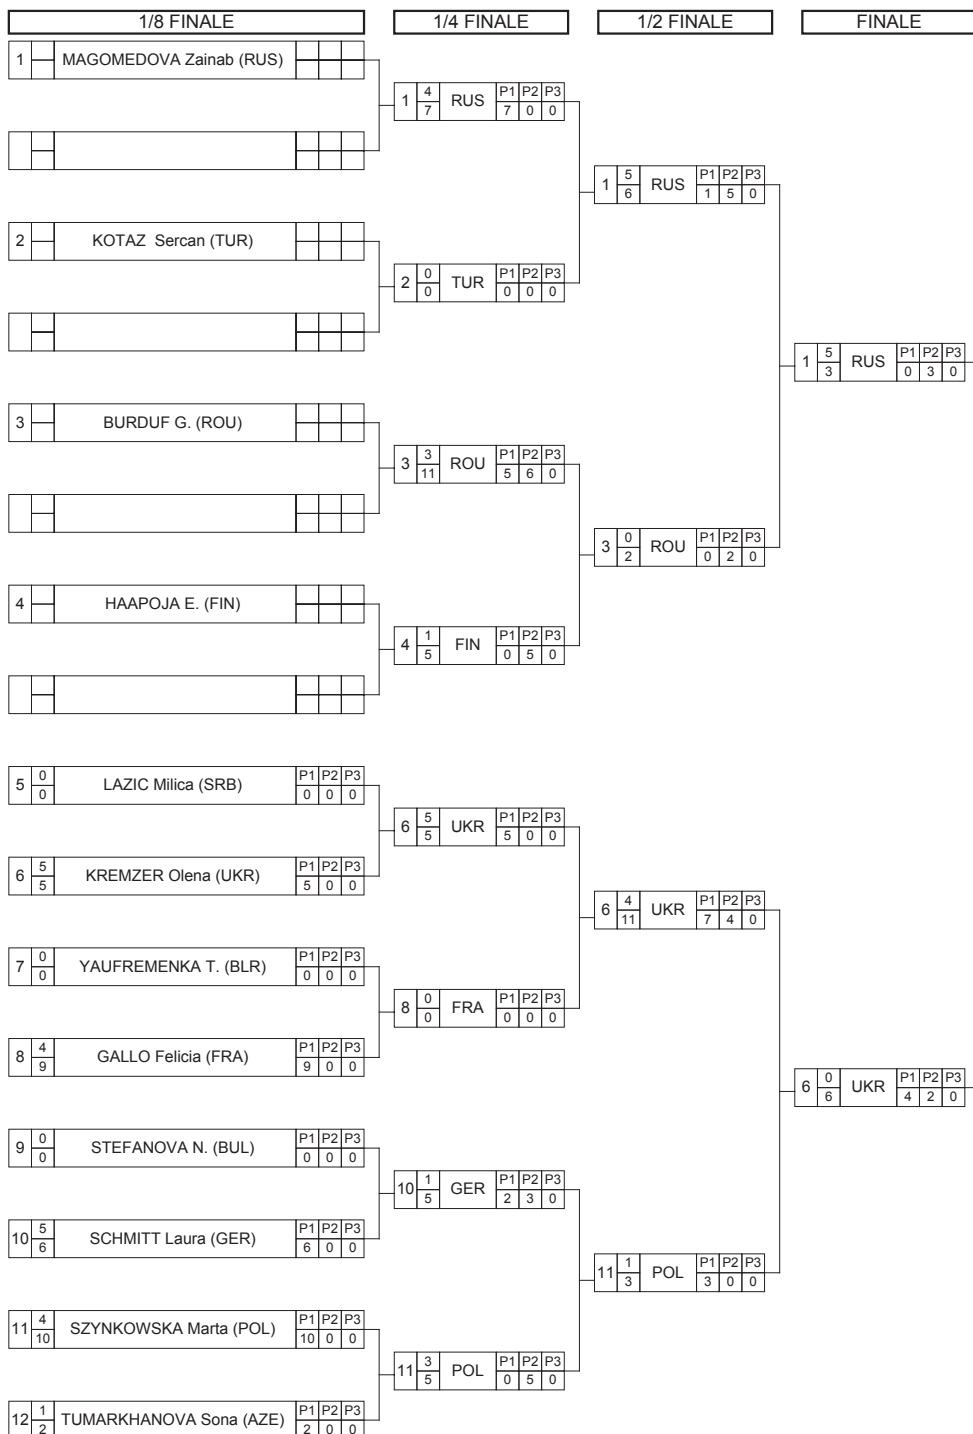 1/8 FINALE 1/4 FINALE 1/2 FINALE FINALE
1 MAGOMEDOVA Zainab (RUS)
1 4 7 RUS P1 P2 P3 7 0 0
1 5 6 RUS P1 P2 P3 1 5 0
2 KOTAZ Sercan (TUR)
2 0 0 TUR P1 P2 P3 0 0 0
1 5 3 RUS P1 P2 P3 0 3 0
3 BURDUF G. (ROU)
3 3 11 ROU P1 P2 P3 5 6 0
3 0 2 ROU P1 P2 P3 0 2 0
4 HAAPOJA E. (FIN)
4 1 5 FIN P1 P2 P3 0 5 0
5 0 0 LAZIC Milica (SRB) P1 P2 P3 0 0 0
6 5 5 UKR P1 P2 P3 5 0 0
6 5 5 KREMZER Olena (UKR) P1 P2 P3 5 0 0
6 4 11 UKR P1 P2 P3 7 4 0
7 0 0 YAUFREMENKA T. (BLR) P1 P2 P3 0 0 0
8 0 0 FRA P1 P2 P3 0 0 0
8 4 9 GALLO Felicia (FRA) P1 P2 P3 9 0 0
6 0 6 UKR P1 P2 P3 4 2 0
9 0 0 STEFANOVA N. (BUL) P1 P2 P3 0 0 0
10 1 5 GER P1 P2 P3 2 3 0
10 5 6 SCHMITT Laura (GER) P1 P2 P3 6 0 0
11 1 3 POL P1 P2 P3 3 0 0
11 4 10 SZYNKOWSKA Marta (POL) P1 P2 P3 10 0 0
11 3 5 POL P1 P2 P3 0 5 0
12 1 2 TUMARKHANOVA Sona (AZE) P1 P2 P3 2 0 0